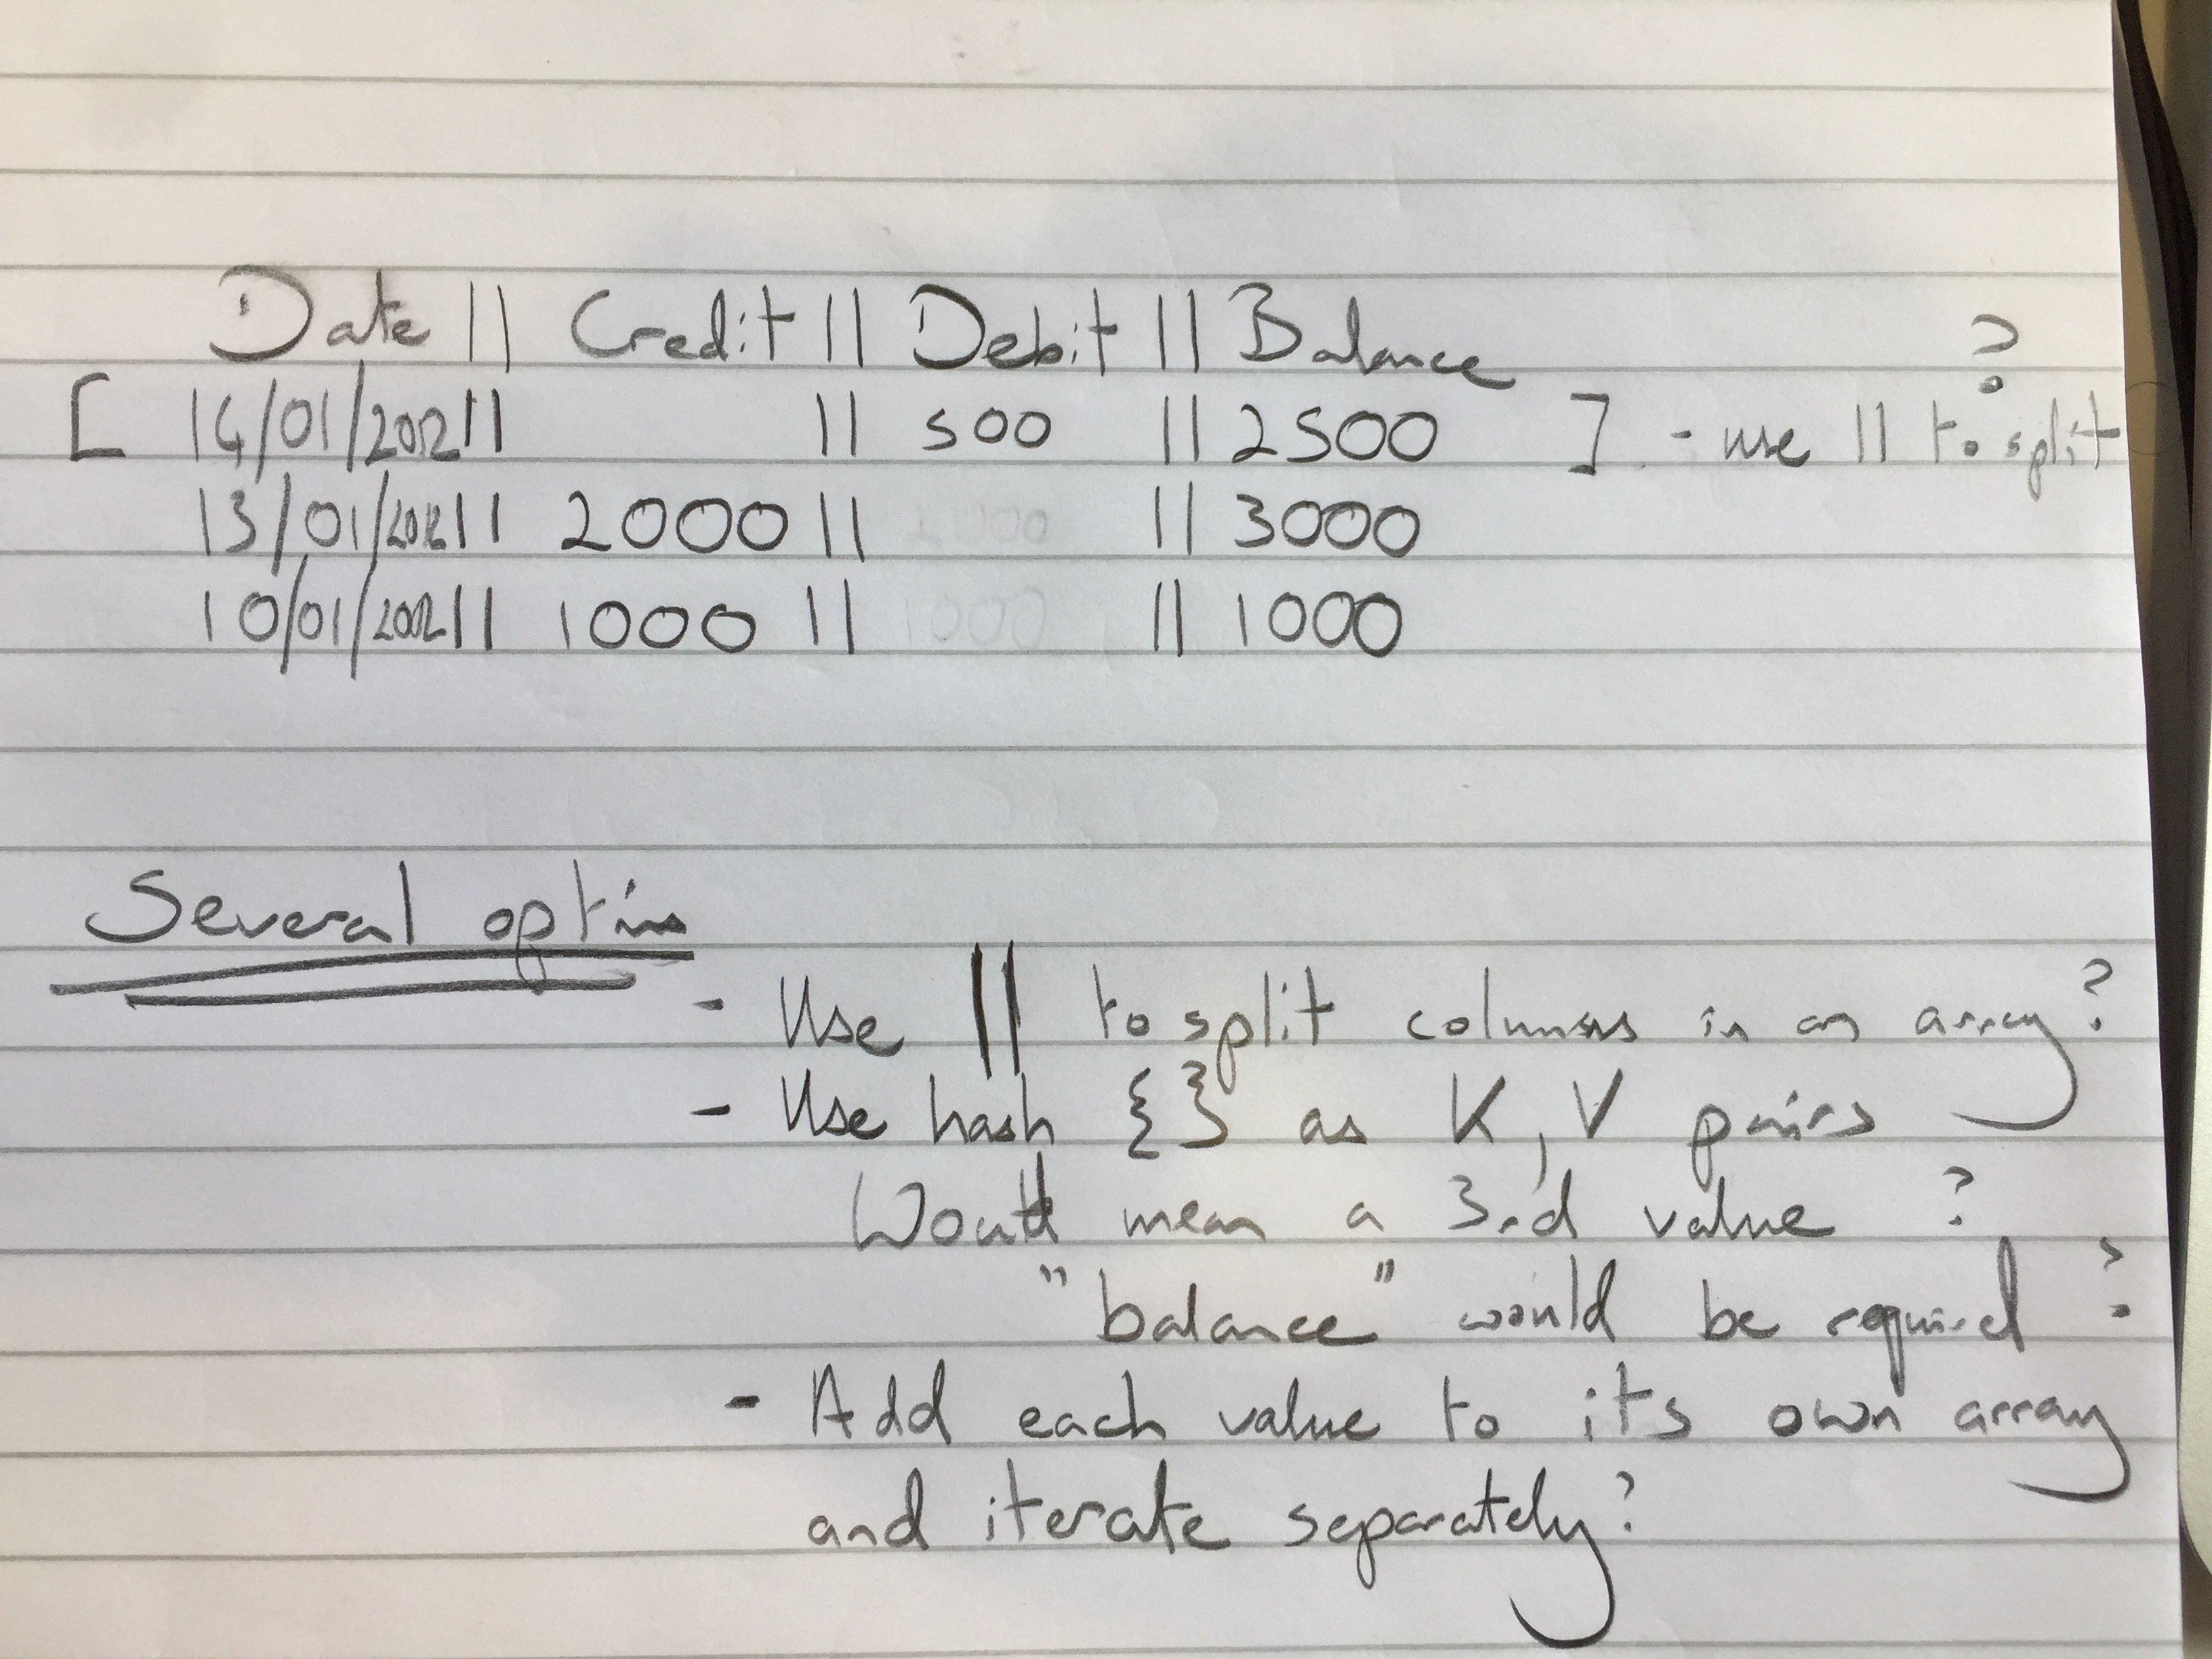 Date || Credit || Debit || Balance
?
[ 14/01/2012 || || 500 || 2500 ] - use || to split
13/01/2012 || 2000 || || 3000
10/01/2012 || 1000 || || 1000
Several options
- Use || to split columns in an array?
- Use hash {} as K, V pairs
Would mean a 3rd value ?
"balance" would be required ?
- Add each value to its own array
and iterate separately?